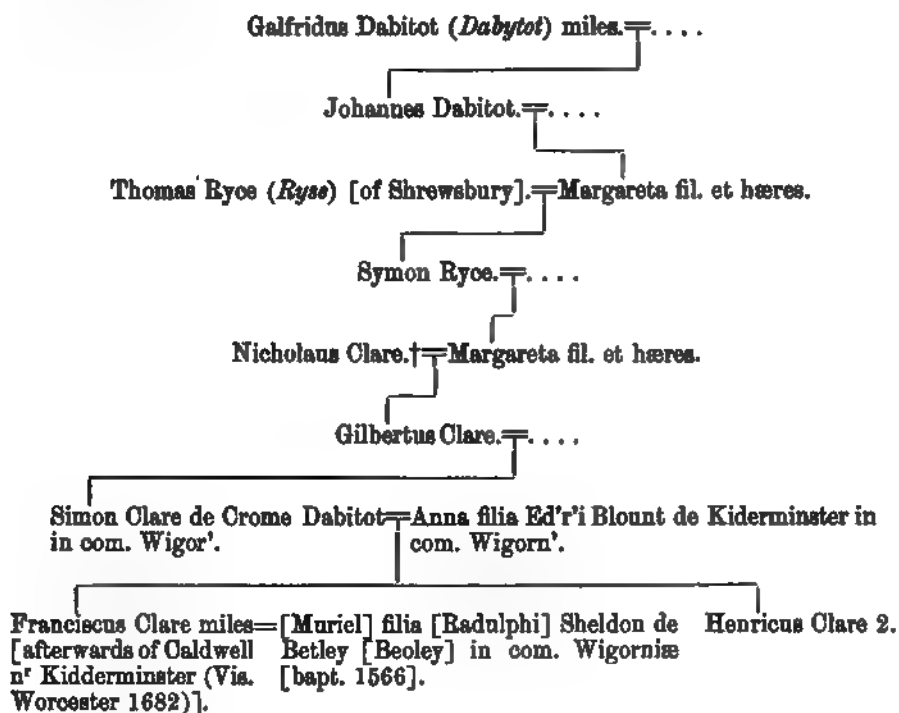 Galfridus Dabitot (Dabytot) miles.=....
Johannes Dabitot.=....
Thomas Ryce (Ryse) [of Shrewsbury].=Margareta fil. et hæres.
Symon Ryce.=....
Nicholaus Clare.†=Margareta fil. et hæres.
Gilbertus Clare.=....
Simon Clare de Crome Dabitot=Anna filia Ed'r'i Blount de Kiderminster in
in com. Wigor'. com. Wigorn'.
Franciscus Clare miles=[Muriel] filia [Radulphi] Sheldon de Henricus Clare 2.
[afterwards of Caldwell Betley [Beoley] in com. Wigorniæ
nʳ Kidderminster (Vis. [bapt. 1566].
Worcester 1682)].